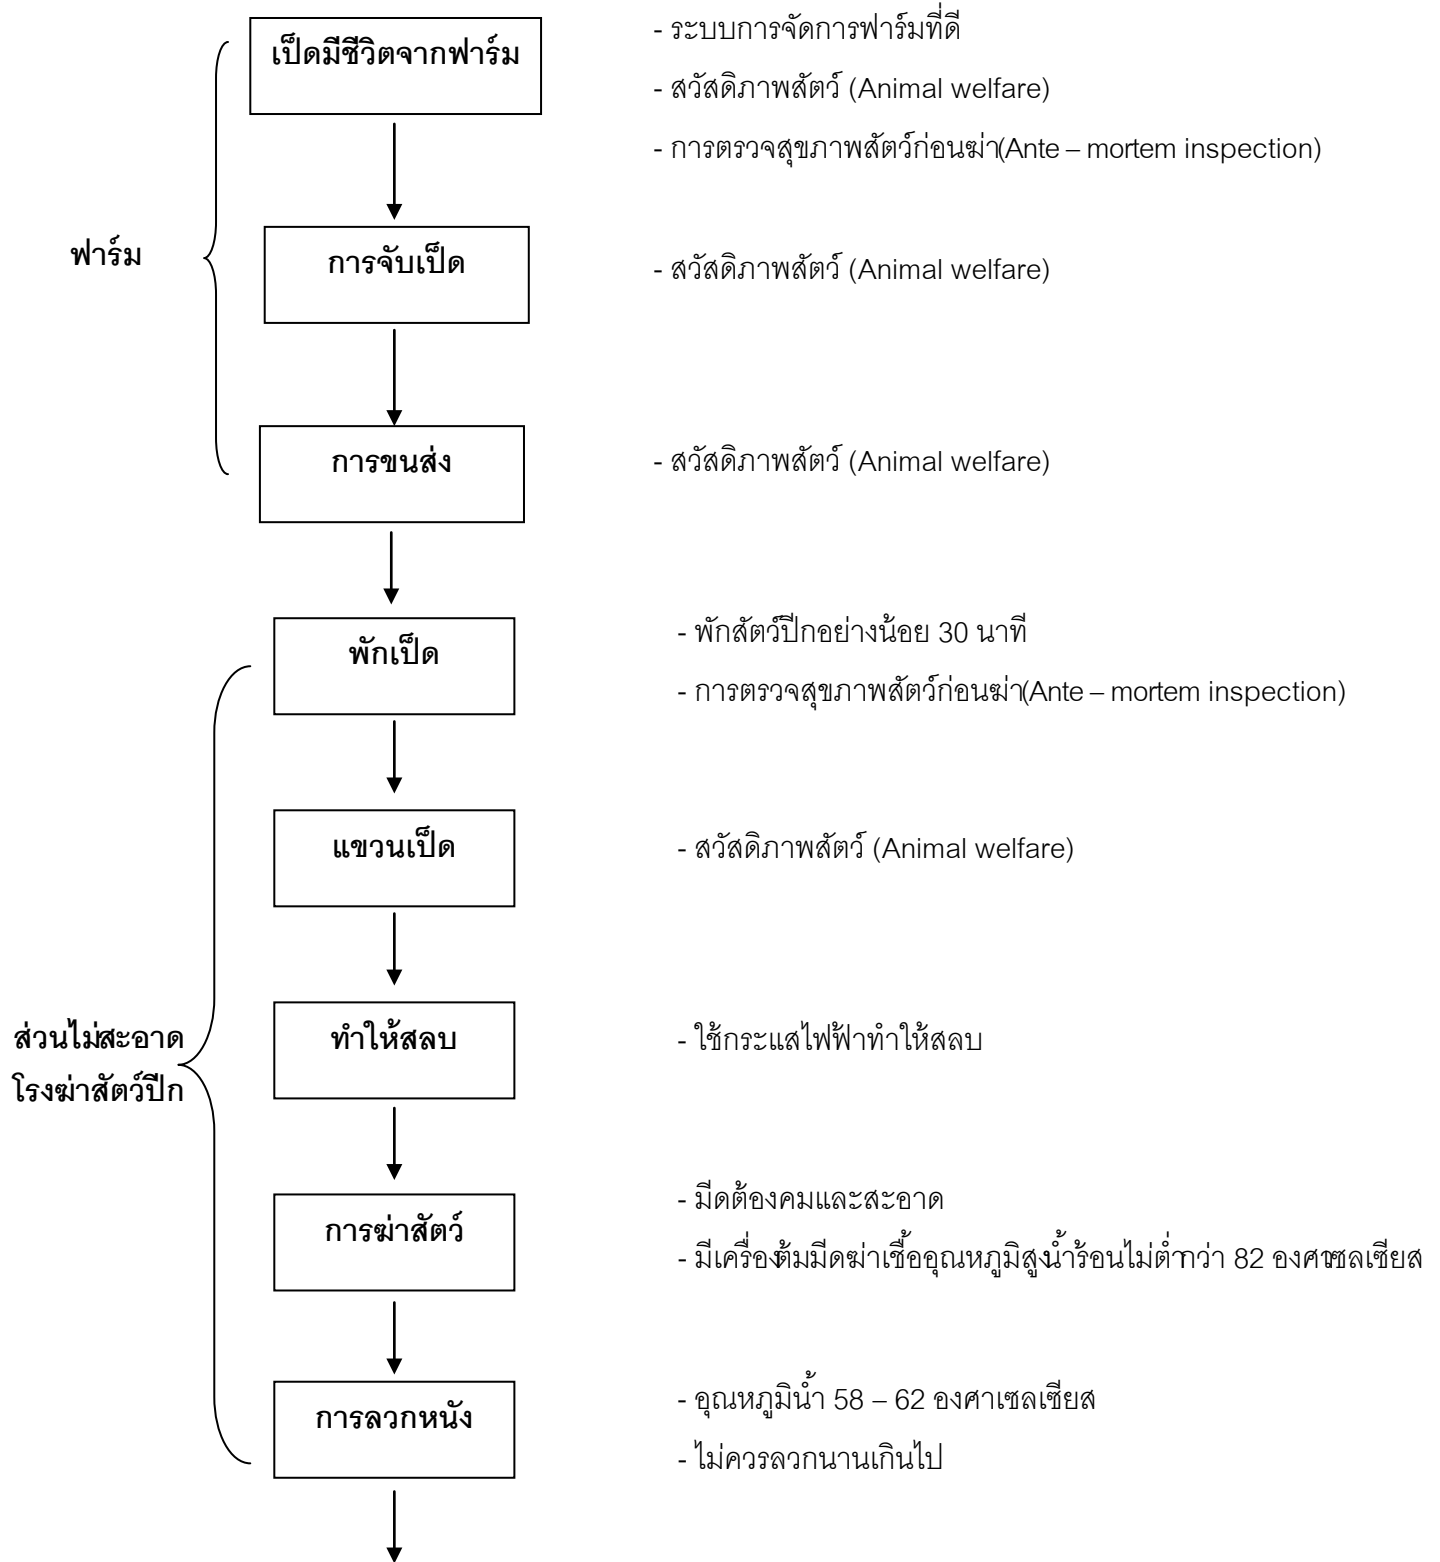 เป็ดมีชีวิตจากฟาร์ม
- ระบบการจัดการฟาร์มที่ดี
- สวัสดิภาพสัตว์ (Animal welfare)
- การตรวจสุขภาพสัตว์ก่อนฆ่า(Ante – mortem inspection)
ฟาร์ม
การจับเป็ด
- สวัสดิภาพสัตว์ (Animal welfare)
การขนส่ง
- สวัสดิภาพสัตว์ (Animal welfare)
พักเป็ด
- พักสัตว์ปีกอย่างน้อย 30 นาที
- การตรวจสุขภาพสัตว์ก่อนฆ่า(Ante – mortem inspection)
แขวนเป็ด
- สวัสดิภาพสัตว์ (Animal welfare)
ส่วนไม่สะอาด
โรงฆ่าสัตว์ปีก
ทำให้สลบ
- ใช้กระแสไฟฟ้าทำให้สลบ
การฆ่าสัตว์
- มีดต้องคมและสะอาด
- มีเครื่องต้มมีดฆ่าเชื้ออุณหภูมิสูงน้ำร้อนไม่ต่ำกว่า 82 องศาเซลเซียส
การลวกหนัง
- อุณหภูมิน้ำ 58 – 62 องศาเซลเซียส
- ไม่ควรลวกนานเกินไป